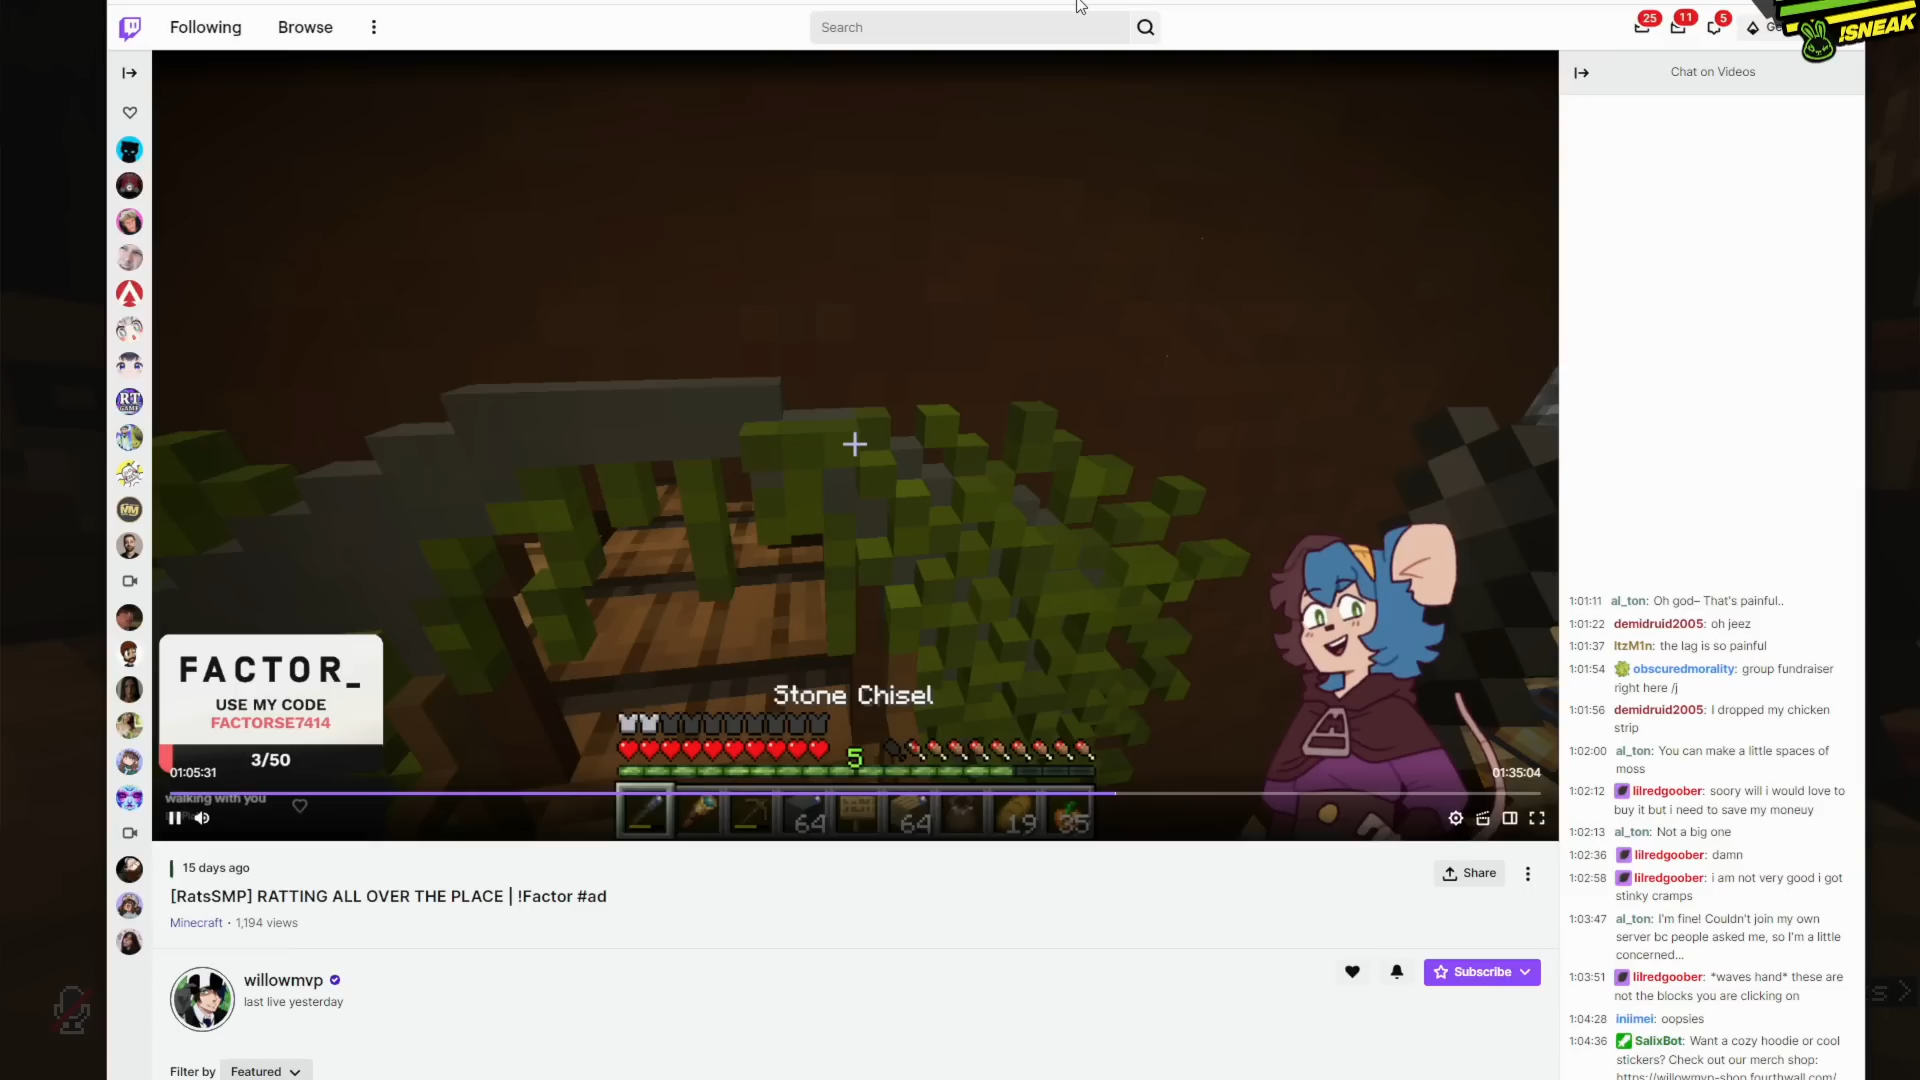 Following
Browse
Search
25
11
5
!SNEAK
Chat on Videos
Stone Chisel
FACTOR_
USE MY CODE
FACTORSE7414
3/50
5
01:05:31
01:35:04
walking with you
64
64
19
35
15 days ago
Share
[RatsSMP] RATTING ALL OVER THE PLACE | !Factor #ad
Minecraft • 1,194 views
willowmvp
last live yesterday
Subscribe
Filter by
Featured
1:01:11 al_ton: Oh god– That's painful..
1:01:22 demidruid2005: oh jeez
1:01:37 ItzM1n: the lag is so painful
1:01:54 obscuredmorality: group fundraiser
right here /j
1:01:56 demidruid2005: I dropped my chicken
strip
1:02:00 al_ton: You can make a little spaces of
moss
1:02:12 lilredgoober: soory will i would love to
buy it but i need to save my moneuy
1:02:13 al_ton: Not a big one
1:02:36 lilredgoober: damn
1:02:58 lilredgoober: i am not very good i got
stinky cramps
1:03:47 al_ton: I'm fine! Couldn't join my own
server bc people asked me, so I'm a little
concerned...
1:03:51 lilredgoober: *waves hand* these are
not the blocks you are clicking on
1:04:28 iniimei: oopsies
1:04:36 SalixBot: Want a cozy hoodie or cool
stickers? Check out our merch shop:
https://willowmvp-shop.fourthwall.com/